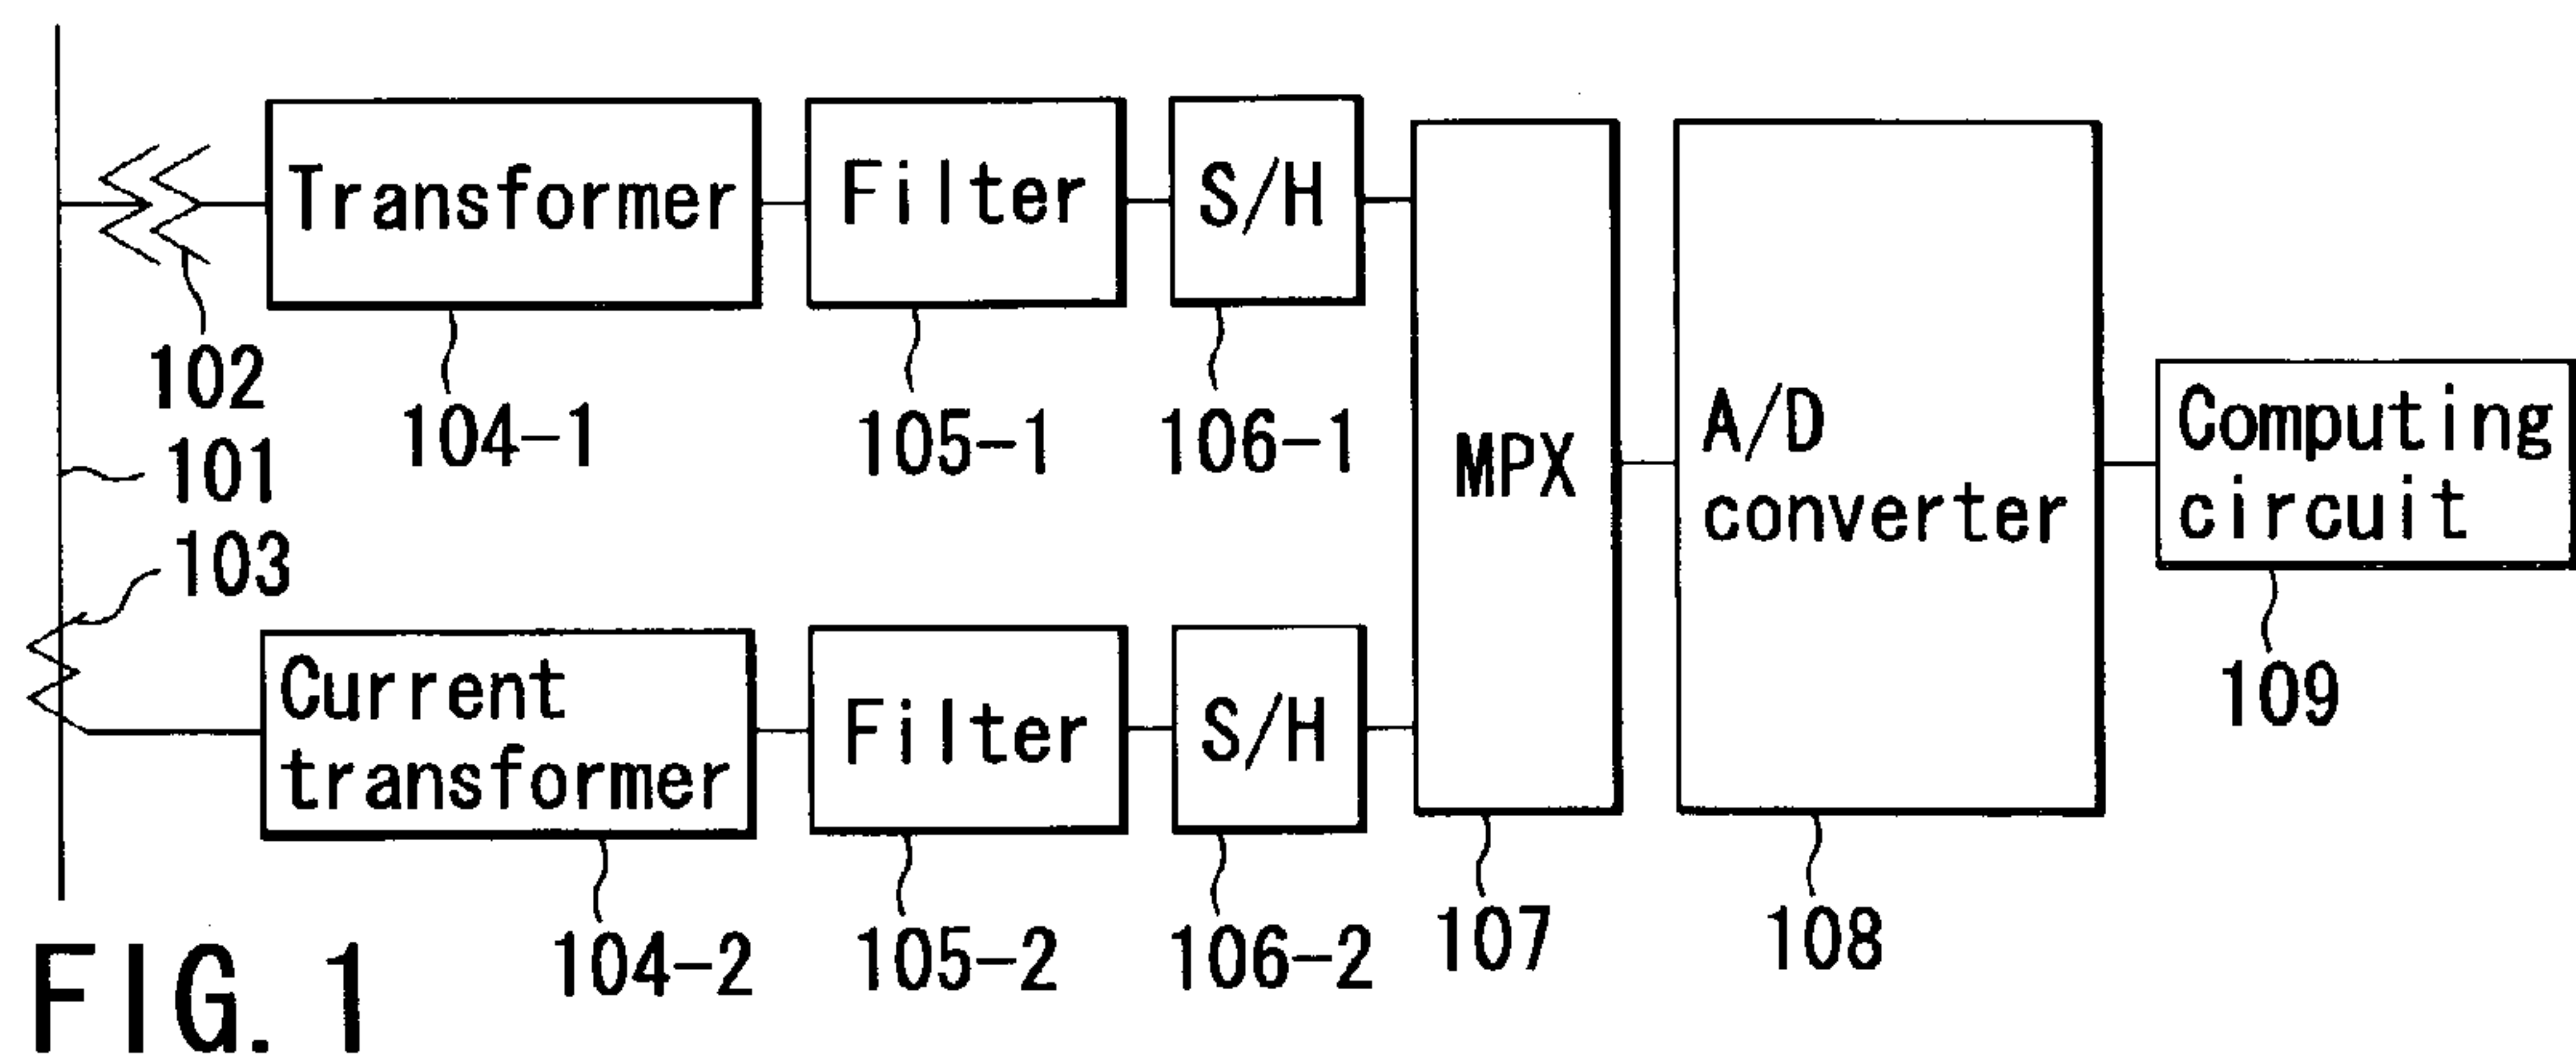 Transformer
Filter
S/H
MPX
A/D
converter
Computing
circuit
102
104-1
105-1
106-1
101
103
109
Current
transformer
Filter
S/H
104-2
105-2
106-2
107
108
FIG. 1